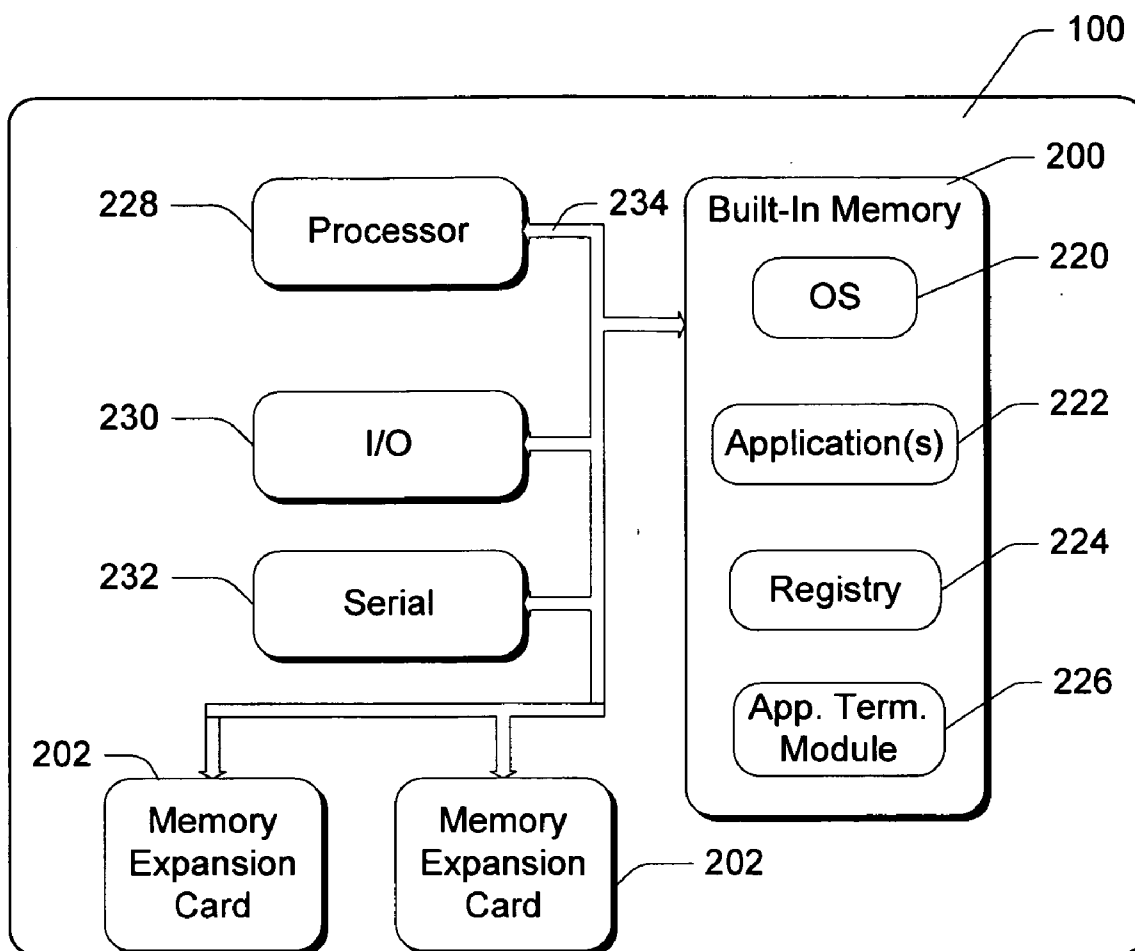 100
200
Built-In Memory
228
Processor
234
220
OS
230
I/O
222
Application(s)
232
Serial
224
Registry
226
App. Term.
Module
202
Memory
Expansion
Card
Memory
Expansion
Card
202